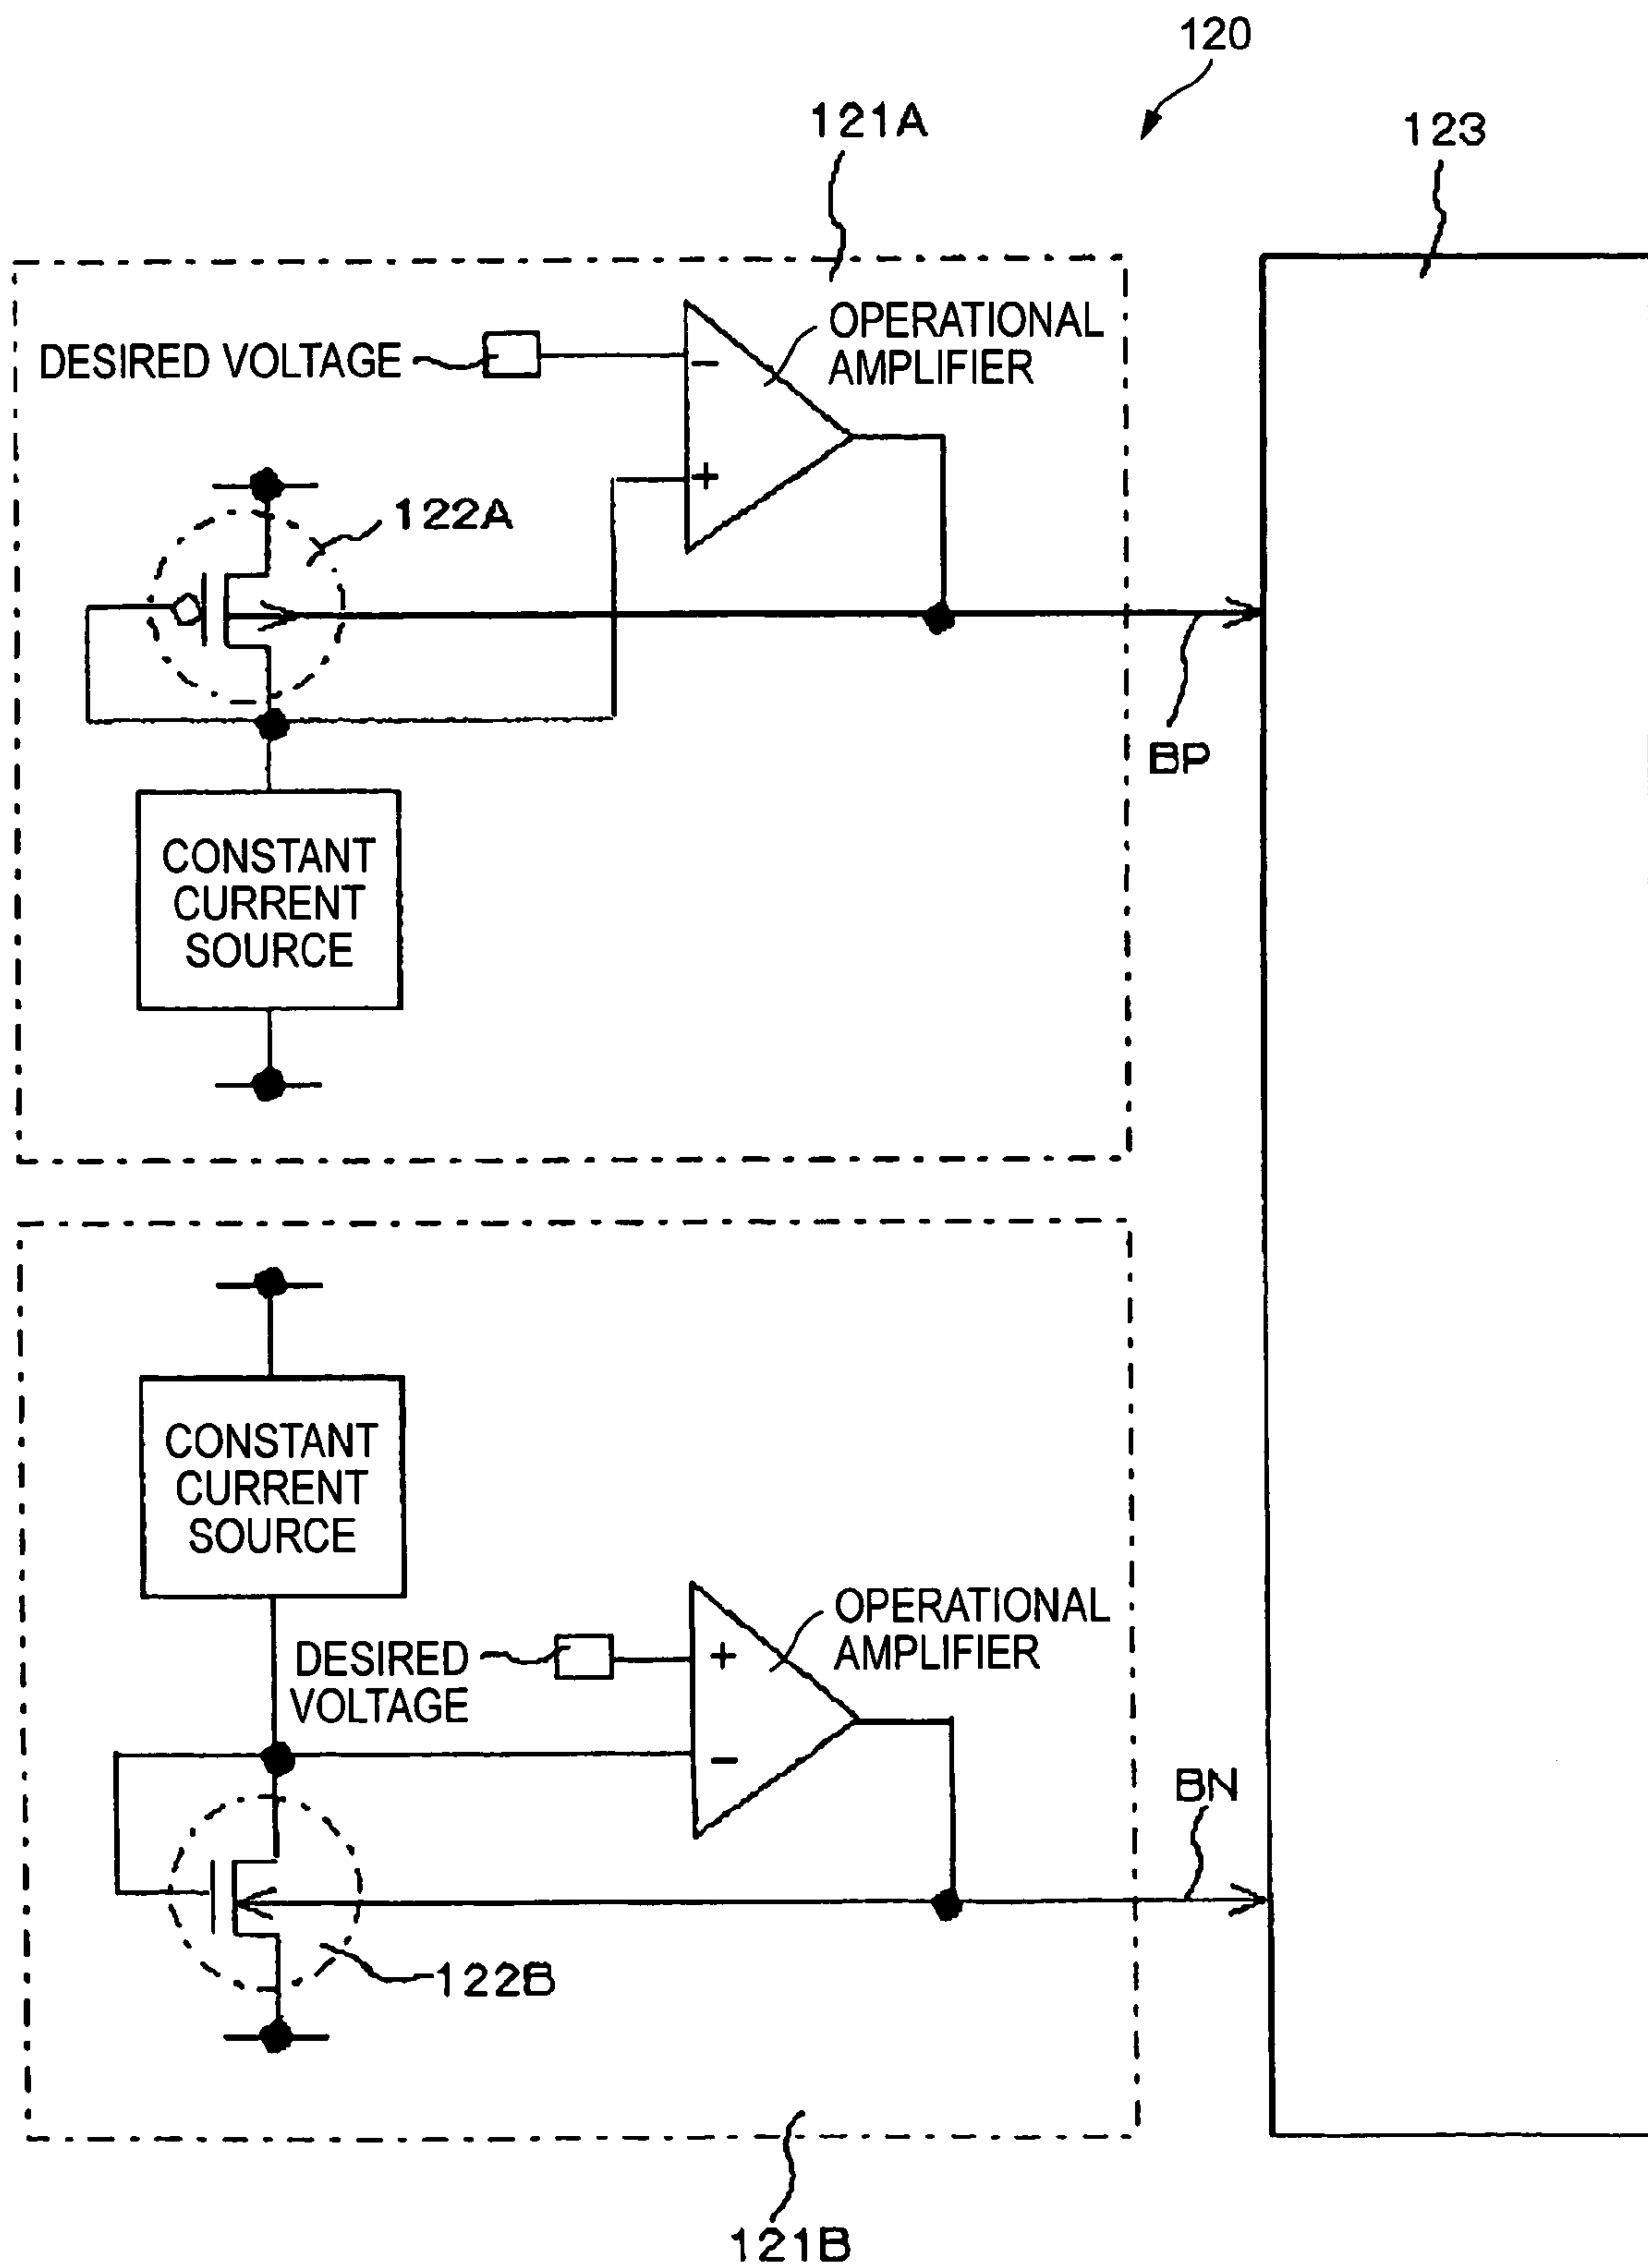 120
121A
123
OPERATIONAL
AMPLIFIER
DESIRED VOLTAGE
−
+
122A
BP
CONSTANT
CURRENT
SOURCE
CONSTANT
CURRENT
SOURCE
OPERATIONAL
AMPLIFIER
DESIRED
VOLTAGE
+
−
BN
122B
121B